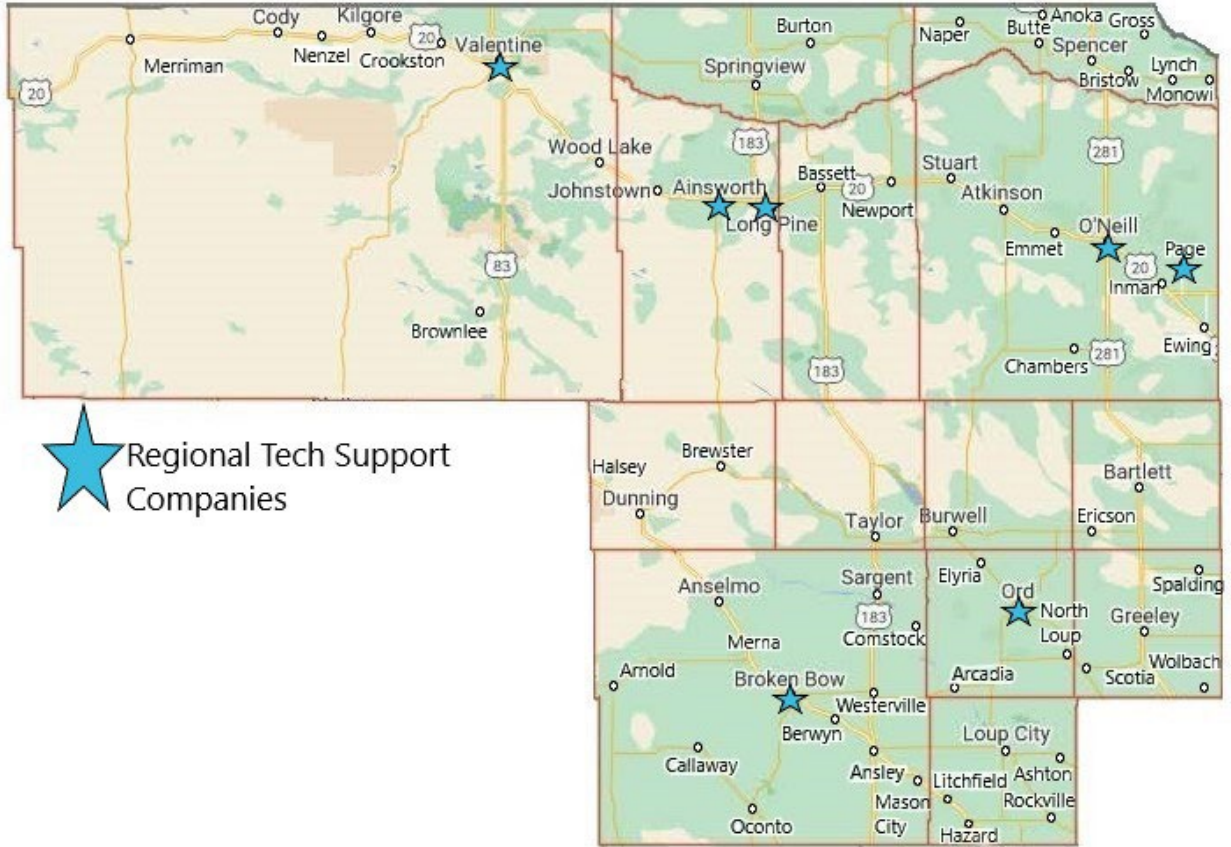 Cody
Kilgore
20
Valentine
Merriman
Nenzel
Crookston
20
Burton
Springview
Naper
Butte
Anoka
Gross
Spencer
Bristow
Lynch
Monowi
183
281
Wood Lake
Johnstown
Ainsworth
Long Pine
Bassett
20
Newport
Stuart
Atkinson
Emmet
O'Neill
Page
20
Inman
Ewing
83
Brownlee
183
Chambers
281
Regional Tech Support
Companies
Halsey
Dunning
Brewster
Taylor
Burwell
Bartlett
Ericson
Anselmo
Sargent
183
Comstock
Elyria
Ord
North
Loup
Spalding
Greeley
Merna
Arnold
Broken Bow
Westerville
Berwyn
Arcadia
Scotia
Wolbach
Callaway
Oconto
Ansley
Mason
City
Loup City
Litchfield
Ashton
Rockville
Hazard